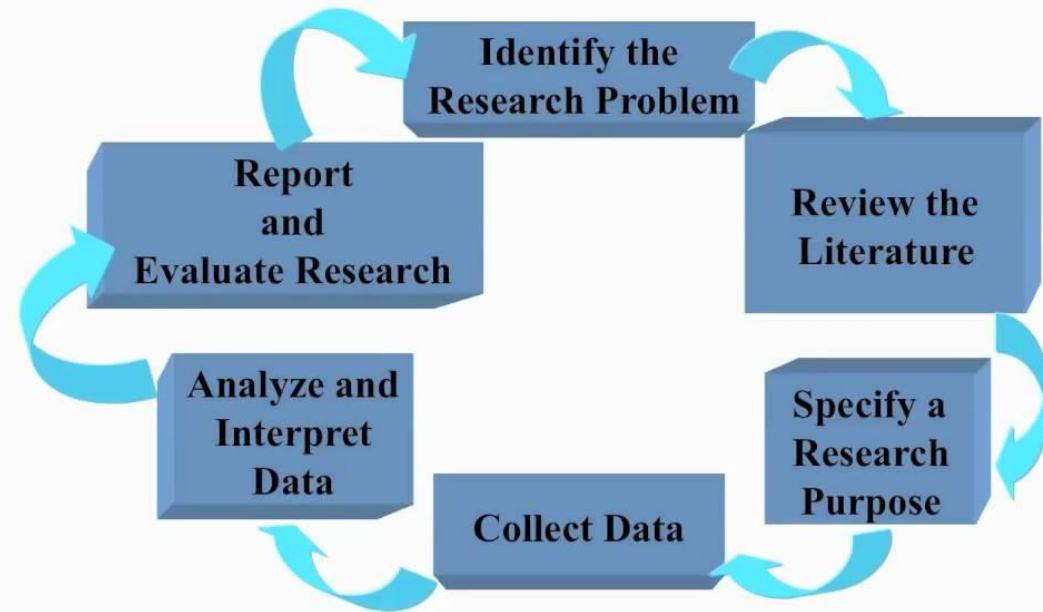 Identify the
Research Problem
Review the
Literature
Specify a
Research
Purpose
Collect Data
Analyze and
Interpret
Data
Report
and
Evaluate Research